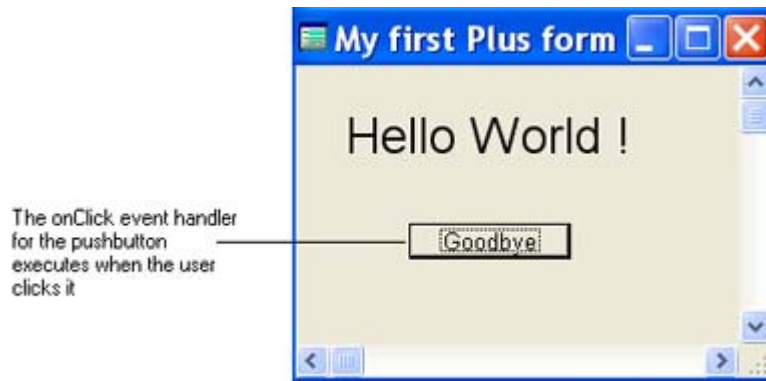 My first Plus form
Hello World !
Goodbye
The onClick event handler
for the pushbutton
executes when the user
clicks it